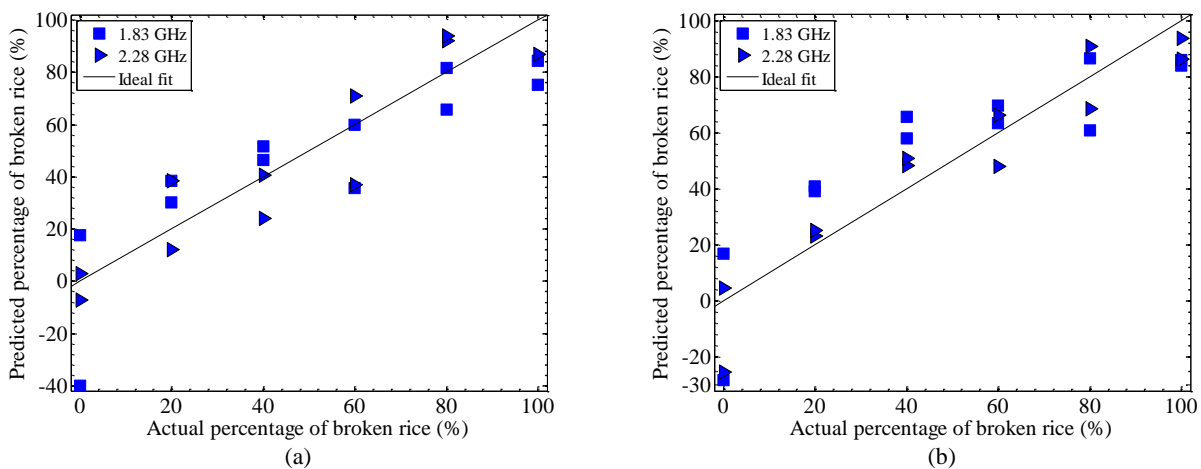 100
80
60
40
20
0
-20
-40
0 20 40 60 80 100
Predicted percentage of broken rice (%)
Actual percentage of broken rice (%)
1.83 GHz
2.28 GHz
Ideal fit
(a)
100
80
60
40
20
0
-20
-30
0 20 40 60 80 100
Predicted percentage of broken rice (%)
Actual percentage of broken rice (%)
1.83 GHz
2.28 GHz
Ideal fit
(b)